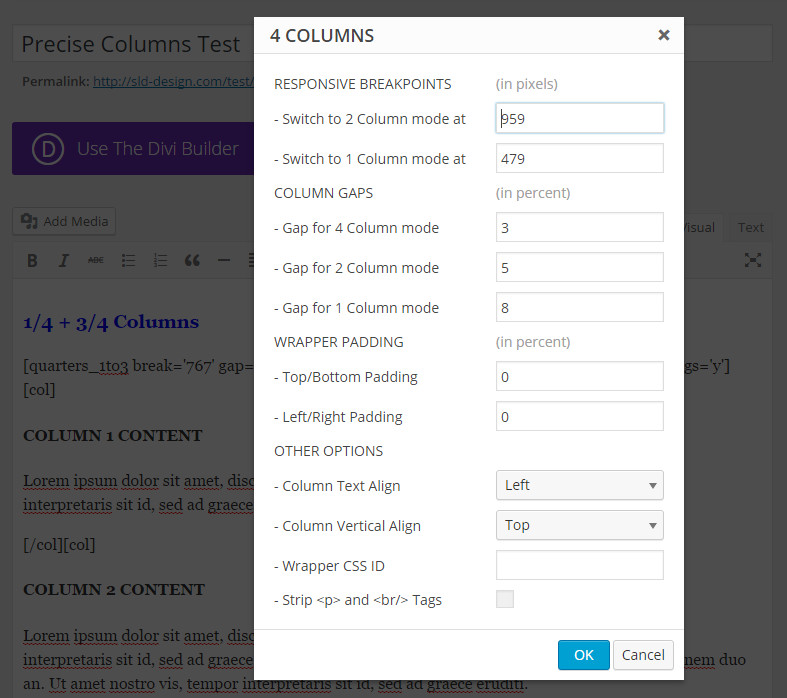 Precise Columns Test
Permalink: http://sld-design.com/test/
D Use The Divi Builder
Add Media
Text
B I ABC
1/4 + 3/4 Columns
[quarters_1to3 break='767' gap=
gs='y']
[col]
COLUMN 1 CONTENT
Lorem ipsum dolor sit amet, disc
interpretaris sit id, sed ad graece
[/col][col]
COLUMN 2 CONTENT
Lorem ipsum dolor sit amet, disc
interpretaris sit id, sed ad graece
nem duo
an. Ut amet nostro vis, tempor interpretaris sit id, sed ad graece eruditi.
4 COLUMNS ×
RESPONSIVE BREAKPOINTS (in pixels)
- Switch to 2 Column mode at 959
- Switch to 1 Column mode at 479
COLUMN GAPS (in percent)
- Gap for 4 Column mode 3
- Gap for 2 Column mode 5
- Gap for 1 Column mode 8
WRAPPER PADDING (in percent)
- Top/Bottom Padding 0
- Left/Right Padding 0
OTHER OPTIONS
- Column Text Align Left
- Column Vertical Align Top
- Wrapper CSS ID
- Strip <p> and <br/> Tags
OK Cancel